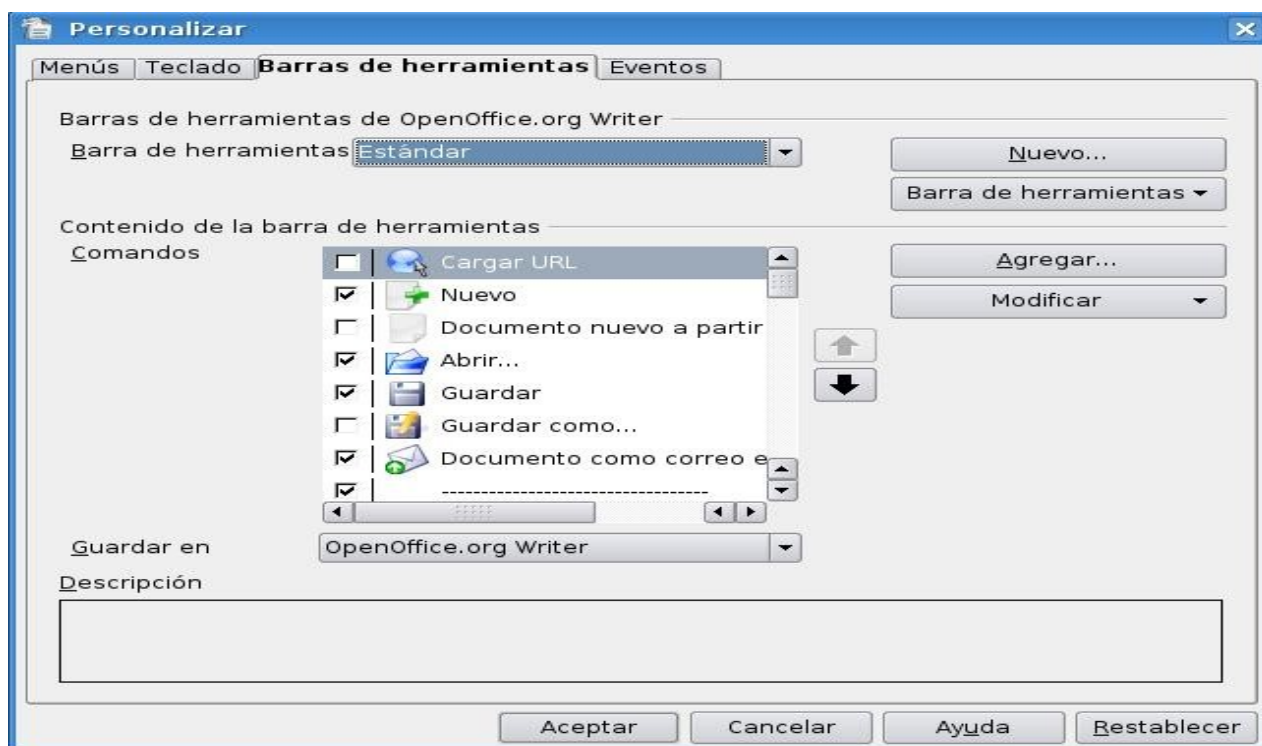 Personalizar
Menús Teclado Barras de herramientas Eventos
Barras de herramientas de OpenOffice.org Writer
Barra de herramientas Estándar
Nuevo...
Barra de herramientas
Contenido de la barra de herramientas
Comandos
Cargar URL
Nuevo
Documento nuevo a partir
Abrir...
Guardar
Guardar como...
Documento como correo e
---------------------------------
Agregar...
Modificar
Guardar en OpenOffice.org Writer
Descripción
Aceptar Cancelar Ayuda Restablecer